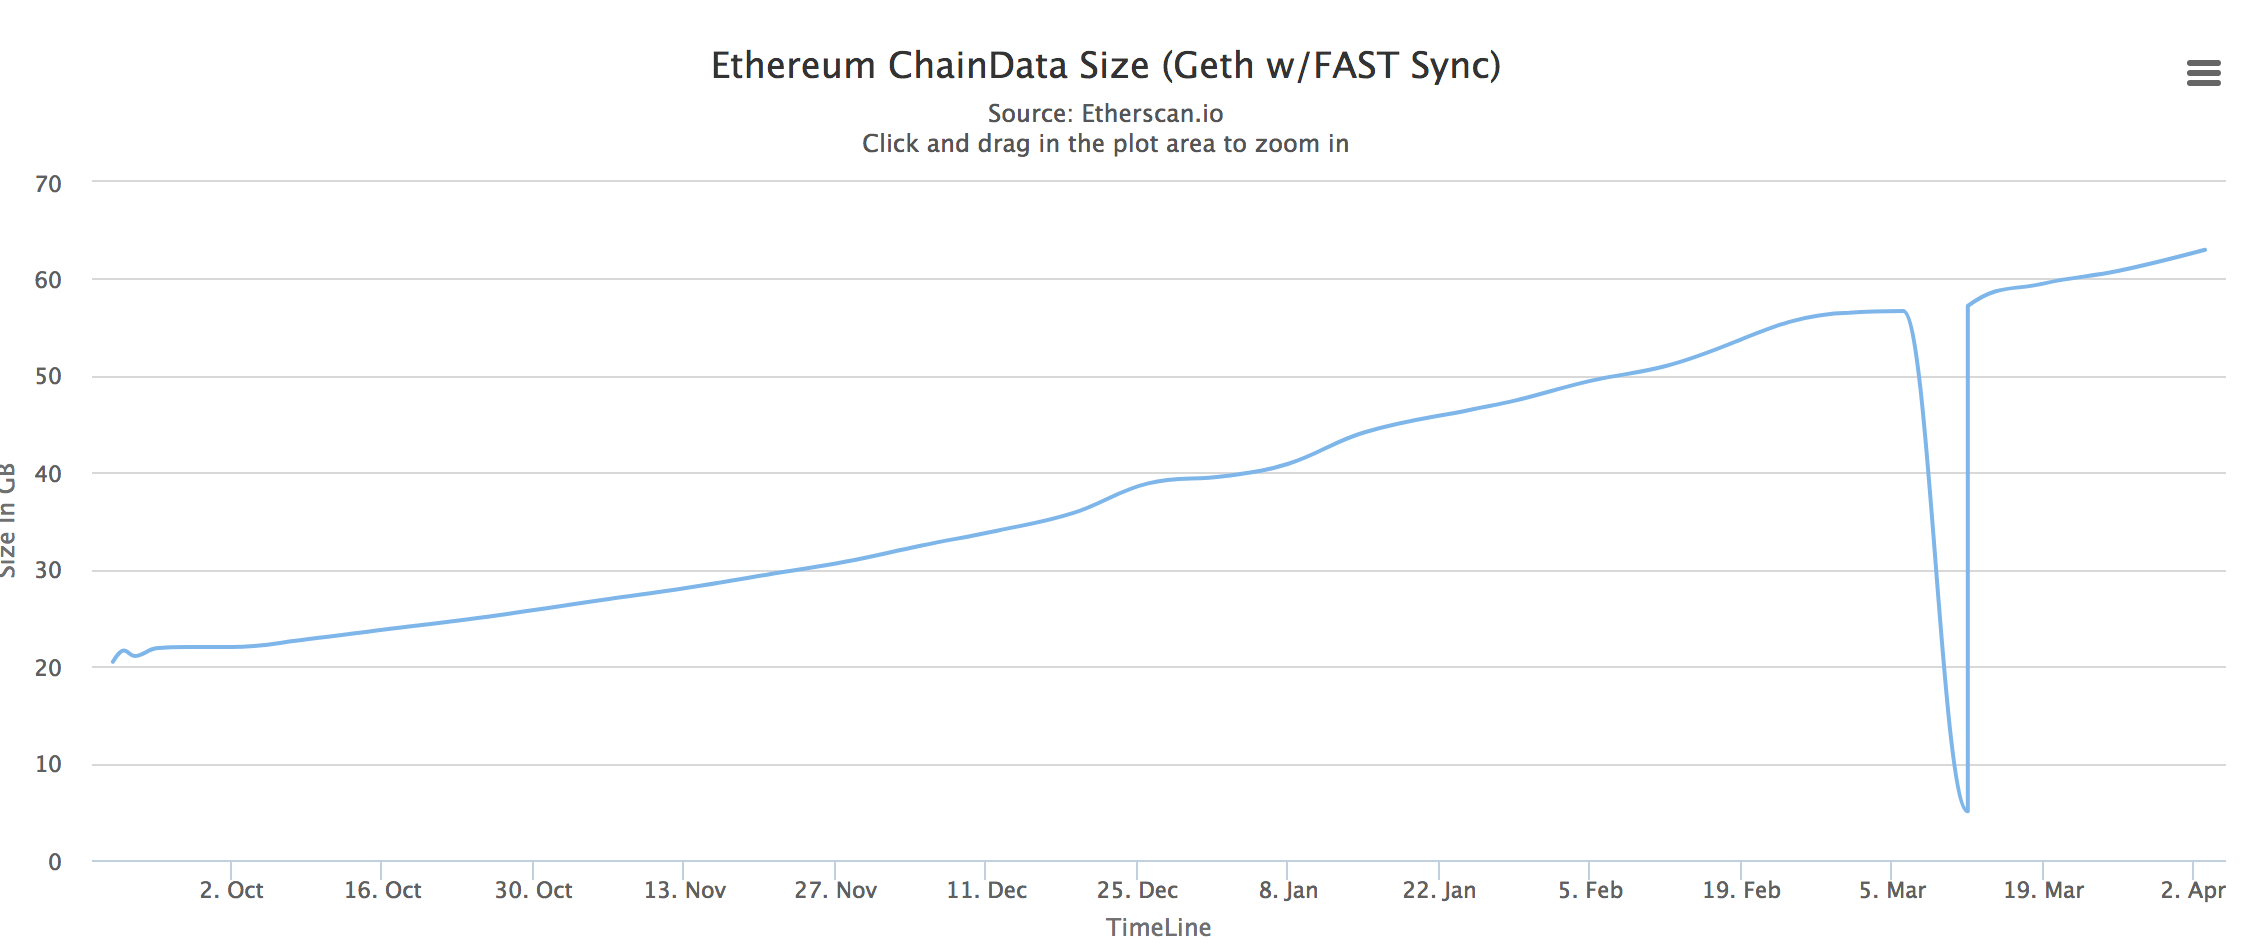 Ethereum ChainData Size (Geth w/FAST Sync)
Source: Etherscan.io
Click and drag in the plot area to zoom in
70
60
50
40
30
20
10
0
Size in GB
2. Oct
16. Oct
30. Oct
13. Nov
27. Nov
11. Dec
25. Dec
8. Jan
22. Jan
5. Feb
19. Feb
5. Mar
19. Mar
2. Apr
TimeLine